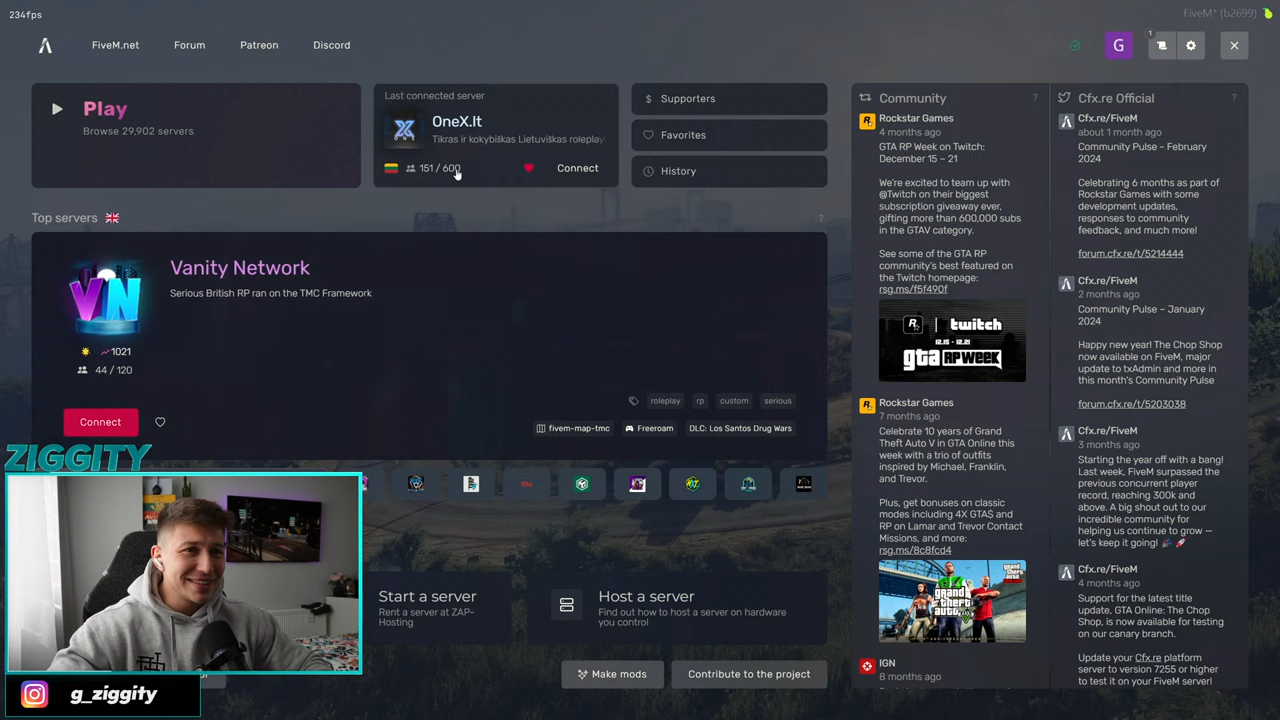 234fps
FiveM* (b2699)
FiveM.net
Forum
Patreon
Discord
G
1
Play
Browse 29,902 servers
Last connected server
OneX.lt
Tikras ir kokybiškas Lietuviškas roleplay
151 / 600
Connect
Supporters
Favorites
History
Top servers
?
Vanity Network
Serious British RP ran on the TMC Framework
VN
1021
44 / 120
Connect
roleplay
rp
custom
serious
fivem-map-tmc
Freeroam
DLC: Los Santos Drug Wars
Start a server
Rent a server at ZAP-
Hosting
Host a server
Find out how to host a server on hardware
you control
Make mods
Contribute to the project
Community
?
Rockstar Games
4 months ago
GTA RP Week on Twitch:
December 15 – 21
We're excited to team up with
@Twitch on their biggest
subscription giveaway ever,
gifting more than 600,000 subs
in the GTAV category.
See some of the GTA RP
community's best featured on
the Twitch homepage:
rsg.ms/f5f490f
twitch
12.15 - 12.21
gta RP WEEK
Rockstar Games
7 months ago
Celebrate 10 years of Grand
Theft Auto V in GTA Online this
week with a trio of outfits
inspired by Michael, Franklin,
and Trevor.
Plus, get bonuses on classic
modes including 4X GTA$ and
RP on Lamar and Trevor Contact
Missions, and more:
rsg.ms/8c8fcd4
IGN
8 months ago
Cfx.re Official
?
Cfx.re/FiveM
about 1 month ago
Community Pulse - February
2024
Celebrating 6 months as part of
Rockstar Games with some
development updates,
responses to community
feedback, and much more!
forum.cfx.re/t/5214444
Cfx.re/FiveM
2 months ago
Community Pulse – January
2024
Happy new year! The Chop Shop
now available on FiveM, major
update to txAdmin and more in
this month's Community Pulse
forum.cfx.re/t/5203038
Cfx.re/FiveM
3 months ago
Starting the year off with a bang!
Last week, FiveM surpassed the
previous concurrent player
record, reaching 300k and
above. A big shout out to our
incredible community for
helping us continue to grow —
let's keep it going! 🎉 🚀
Cfx.re/FiveM
4 months ago
Support for the latest title
update, GTA Online: The Chop
Shop, is now available for testing
on our canary branch.
Update your Cfx.re platform
server to version 7255 or higher
to test it on your FiveM server!
ZIGGITY
g_ziggity